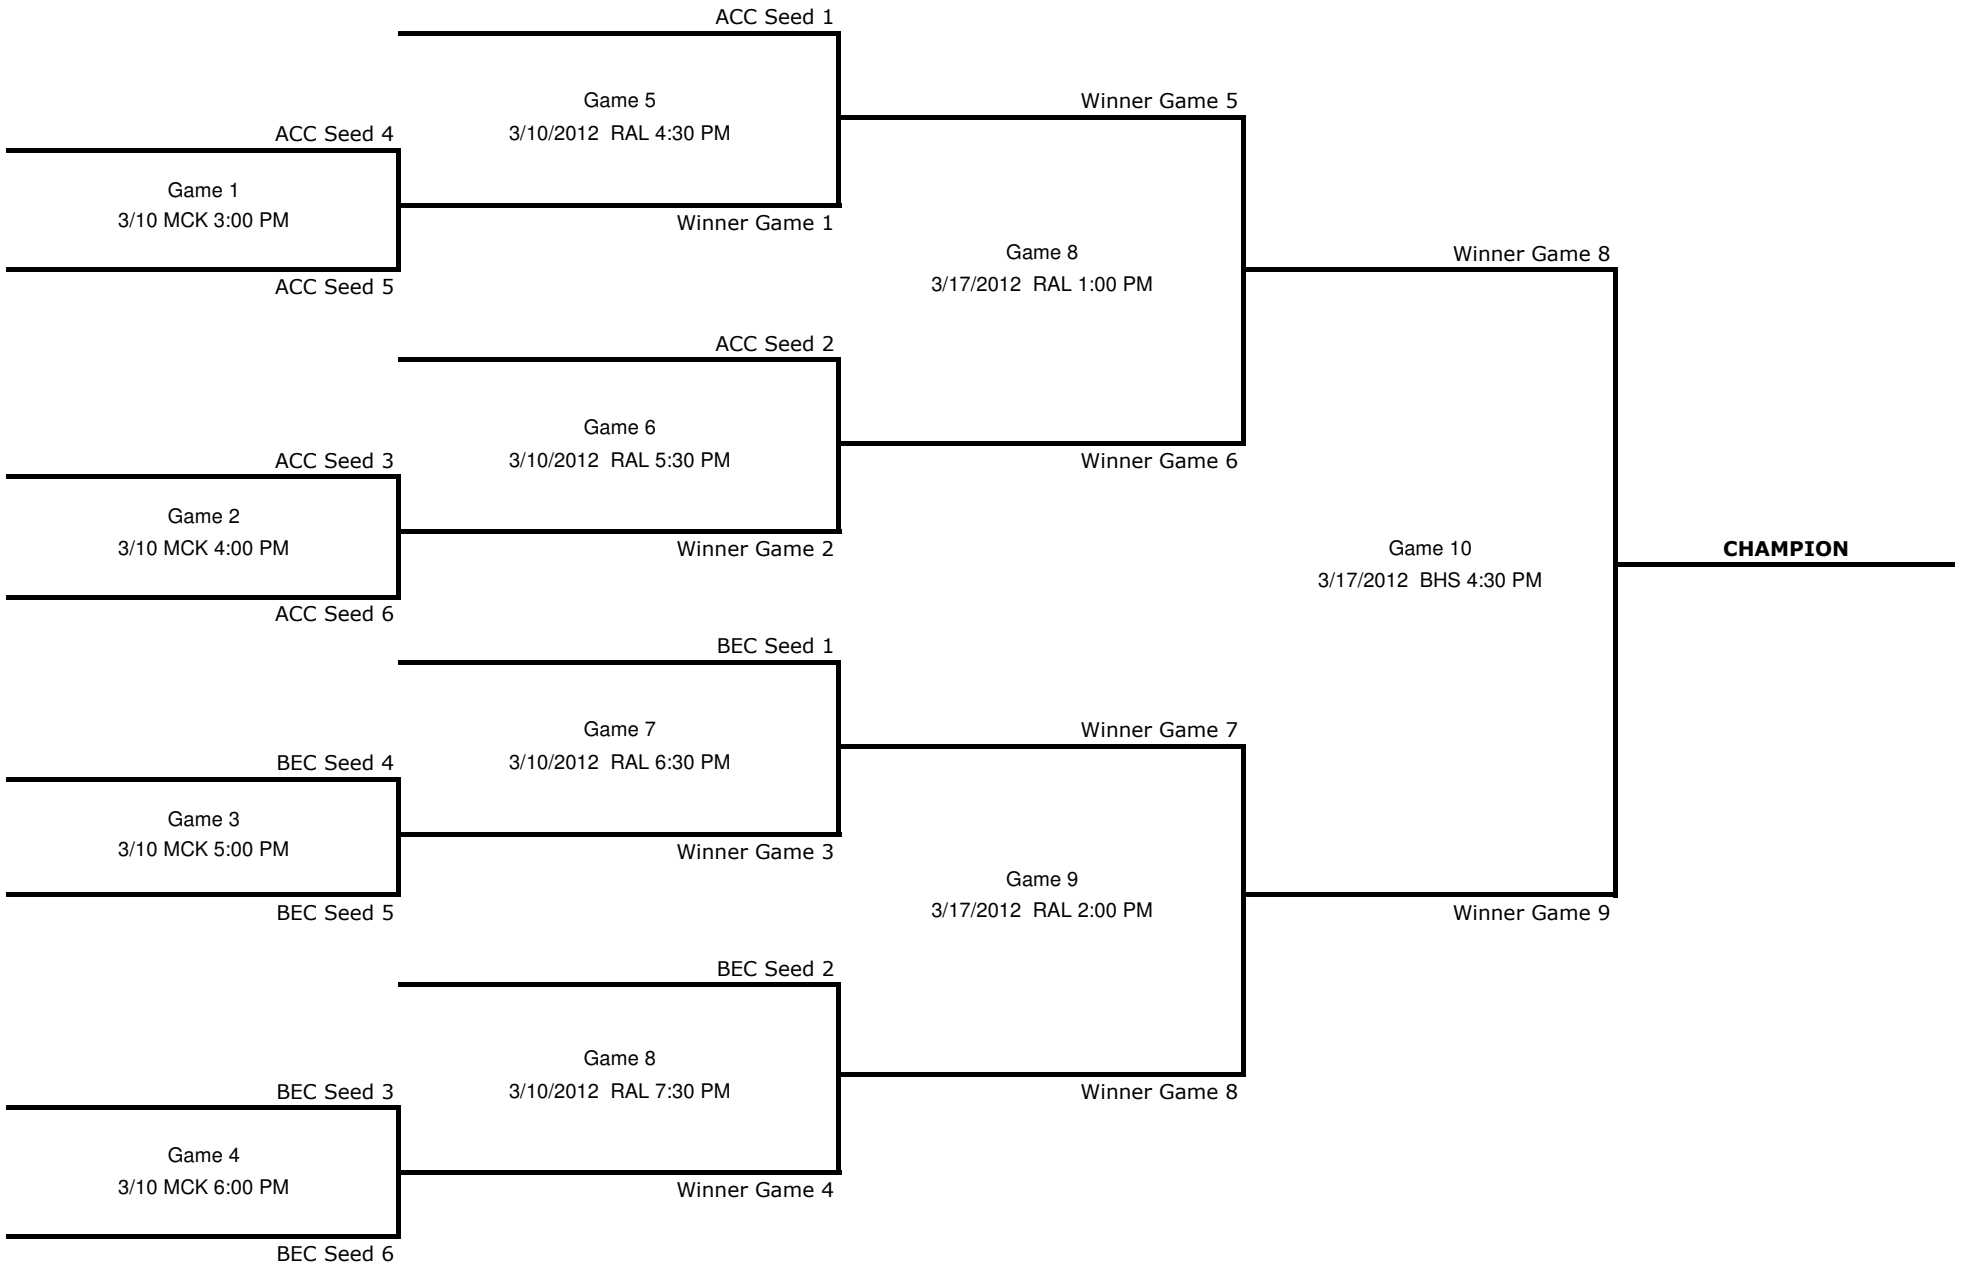 ACC Seed 1
Game 5
3/10/2012 RAL 4:30 PM
Winner Game 5
ACC Seed 4
Game 1
3/10 MCK 3:00 PM
Winner Game 1
ACC Seed 5
Game 8
3/17/2012 RAL 1:00 PM
Winner Game 8
ACC Seed 2
Game 6
3/10/2012 RAL 5:30 PM
Winner Game 6
ACC Seed 3
Game 2
3/10 MCK 4:00 PM
Winner Game 2
ACC Seed 6
Game 10
3/17/2012 BHS 4:30 PM
CHAMPION
BEC Seed 1
Game 7
3/10/2012 RAL 6:30 PM
Winner Game 7
BEC Seed 4
Game 3
3/10 MCK 5:00 PM
Winner Game 3
BEC Seed 5
Game 9
3/17/2012 RAL 2:00 PM
Winner Game 9
BEC Seed 2
Game 8
3/10/2012 RAL 7:30 PM
Winner Game 8
BEC Seed 3
Game 4
3/10 MCK 6:00 PM
Winner Game 4
BEC Seed 6